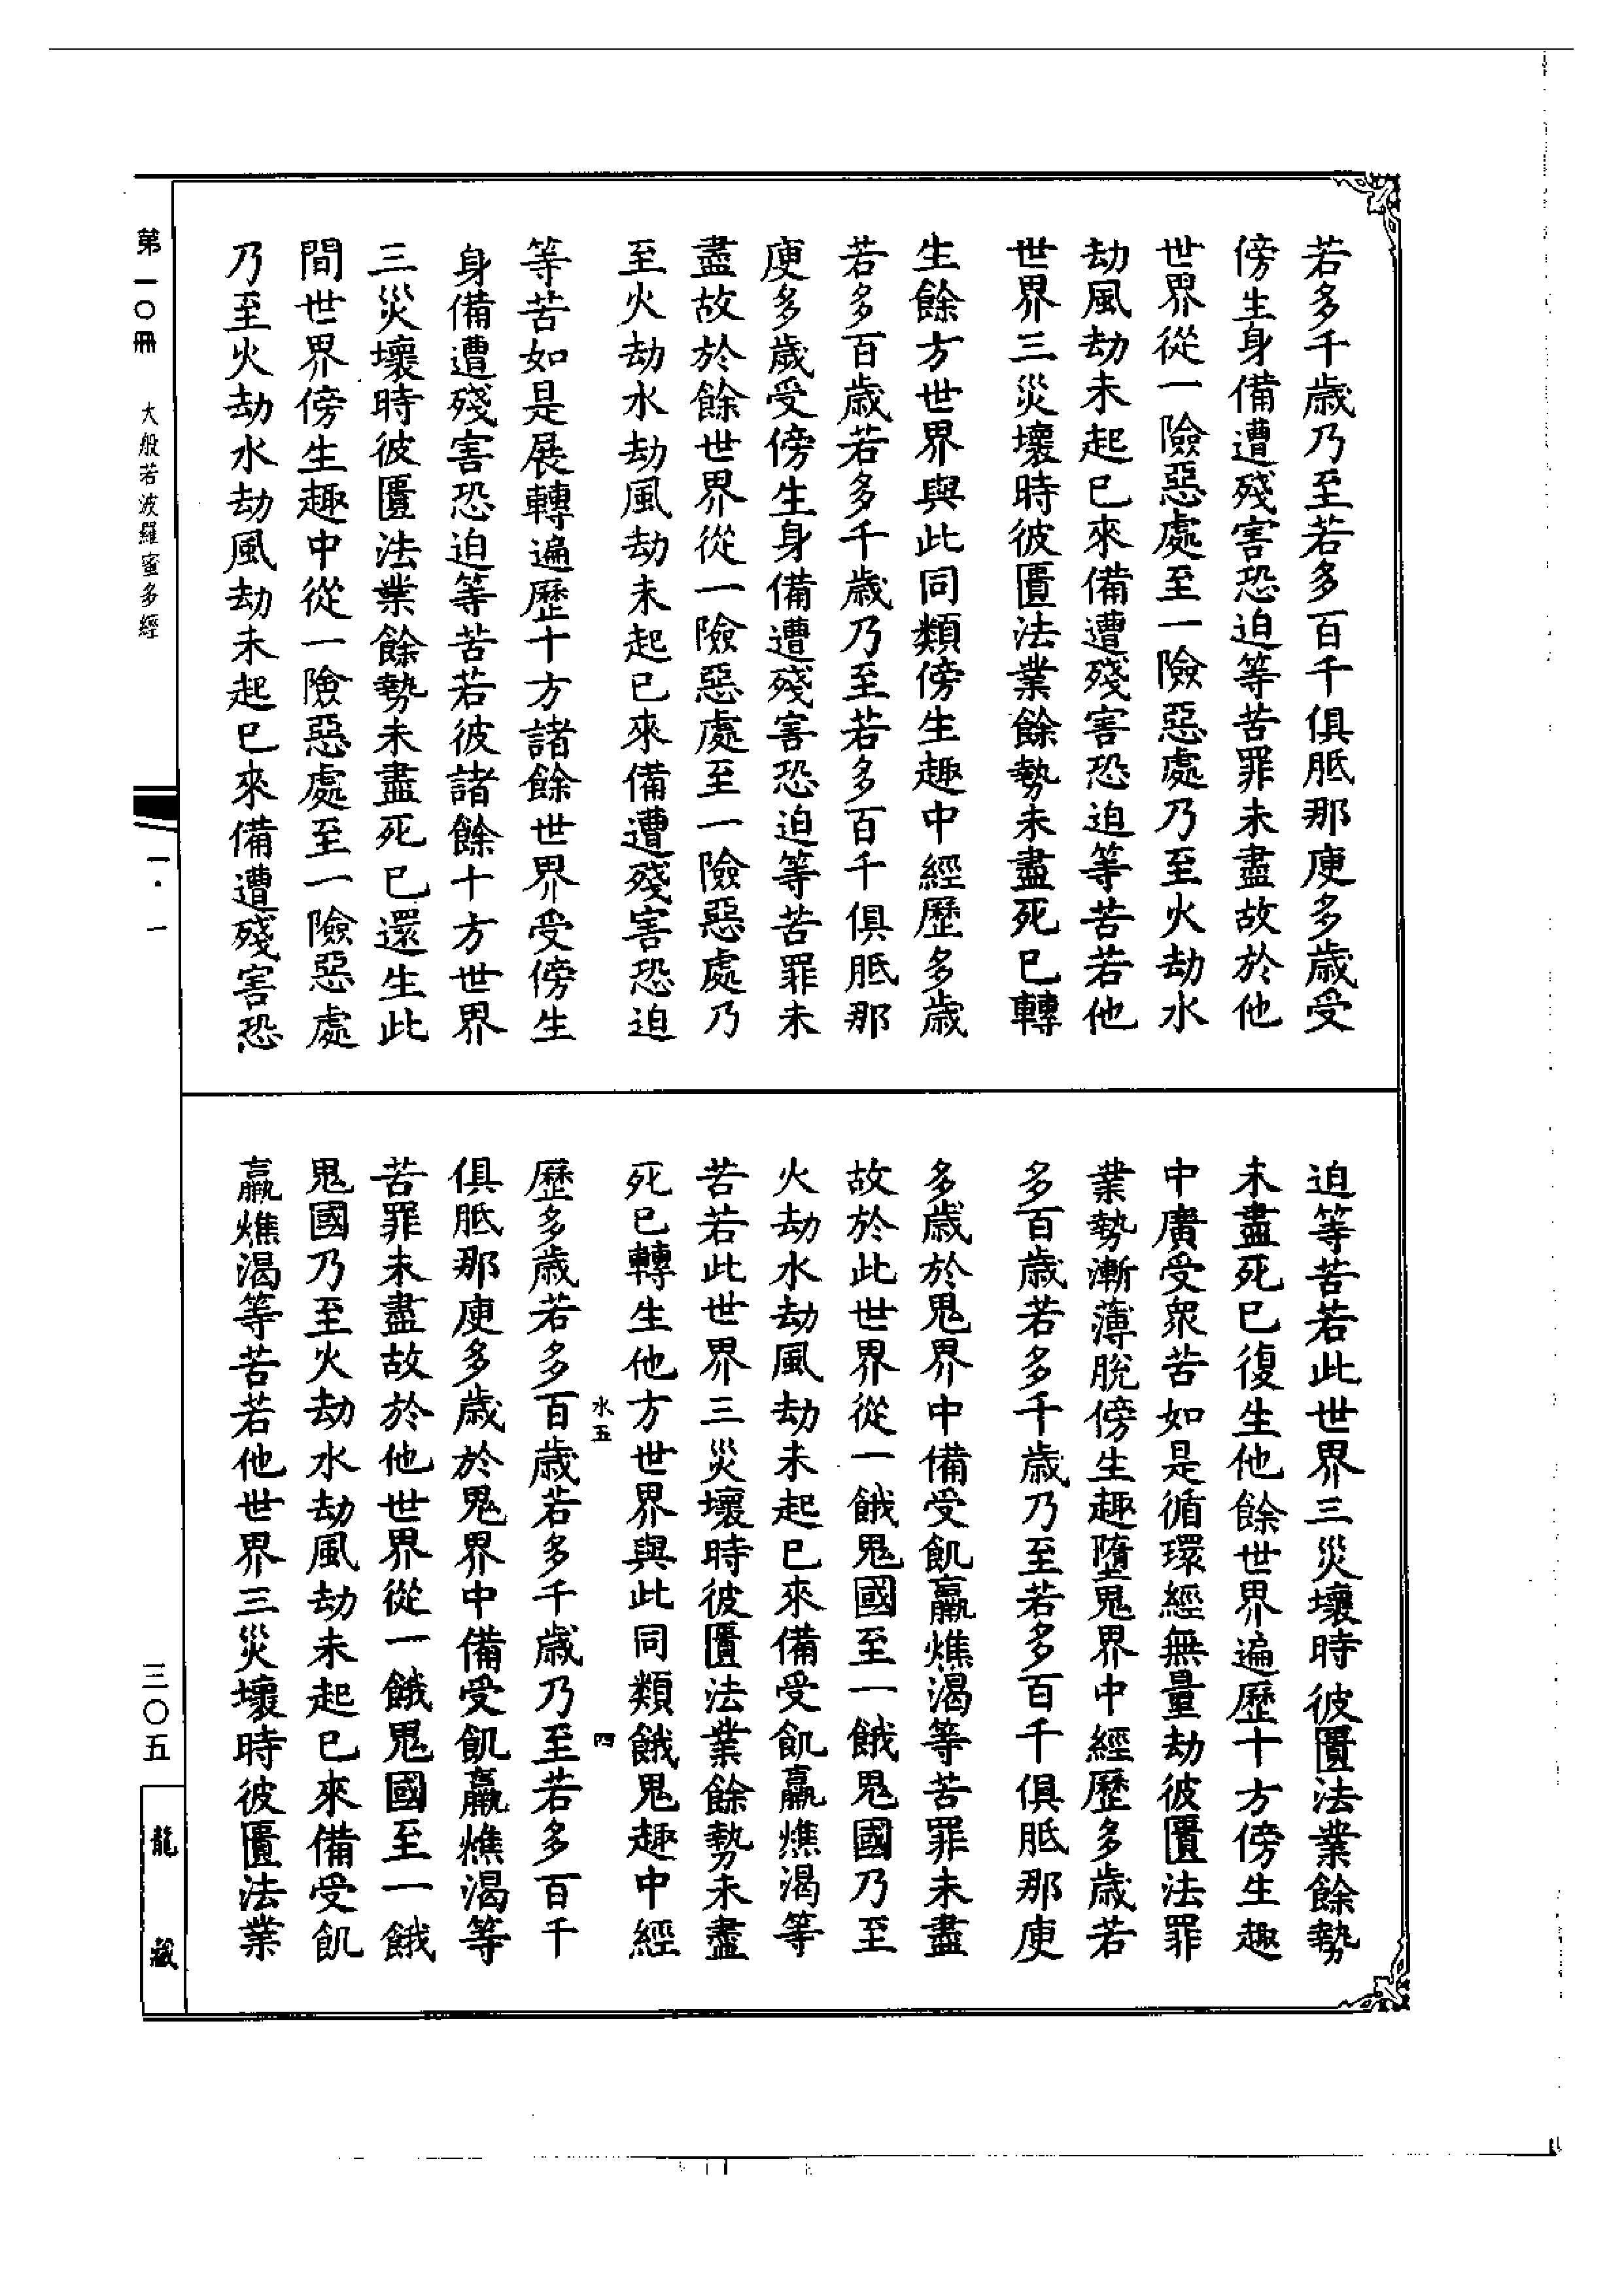 若多千歲乃至若多百千俱胝那庾多歲受
傍生身備遭殘害恐迫等苦罪未盡故於他
世界從一險惡處至一險惡處乃至火劫水
劫風劫未起已來備遭殘害恐迫等苦若他
世界三災壞時彼匱法業餘勢未盡死已轉
生餘方世界與此同類傍生趣中經歷多歲
若多百歲若多千歲乃至若多百千俱胝那
庾多歲受傍生身備遭殘害恐迫等苦罪未
盡故於餘世界從一險惡處至一險惡處乃
至火劫水劫風劫未起已來備遭殘害恐迫
等苦如是展轉遍歷十方諸餘世界受傍生
身備遭殘害恐迫等苦若彼諸餘十方世界
三災壞時彼匱法業餘勢未盡死已還生此
間世界傍生趣中從一險惡處至一險惡處
乃至火劫水劫風劫未起已來備遭殘害恐
迫等苦若此世界三災壞時彼匱法業餘勢
未盡死已復生他餘世界遍歷十方傍生趣
中廣受衆苦如是循環經無量劫彼匱法罪
業勢漸薄脫傍生趣墮鬼界中經歷多歲若
多百歲若多千歲乃至若多百千俱胝那庾
多歲於鬼界中備受飢羸燋渴等苦罪未盡
故於此世界從一餓鬼國至一餓鬼國乃至
火劫水劫風劫未起已來備受飢羸燋渴等
苦若此世界三災壞時彼匱法業餘勢未盡
死已轉生他方世界與此同類餓鬼趣中經
水五
四
歷多歲若多百歲若多千歲乃至若多百千
俱胝那庾多歲於鬼界中備受飢羸燋渴等
苦罪未盡故於他世界從一餓鬼國至一餓
鬼國乃至火劫水劫風劫未起已來備受飢
羸燋渴等苦若他世界三災壞時彼匱法業
第一〇冊
大般若波羅蜜多經
一·一
三〇五
龍藏